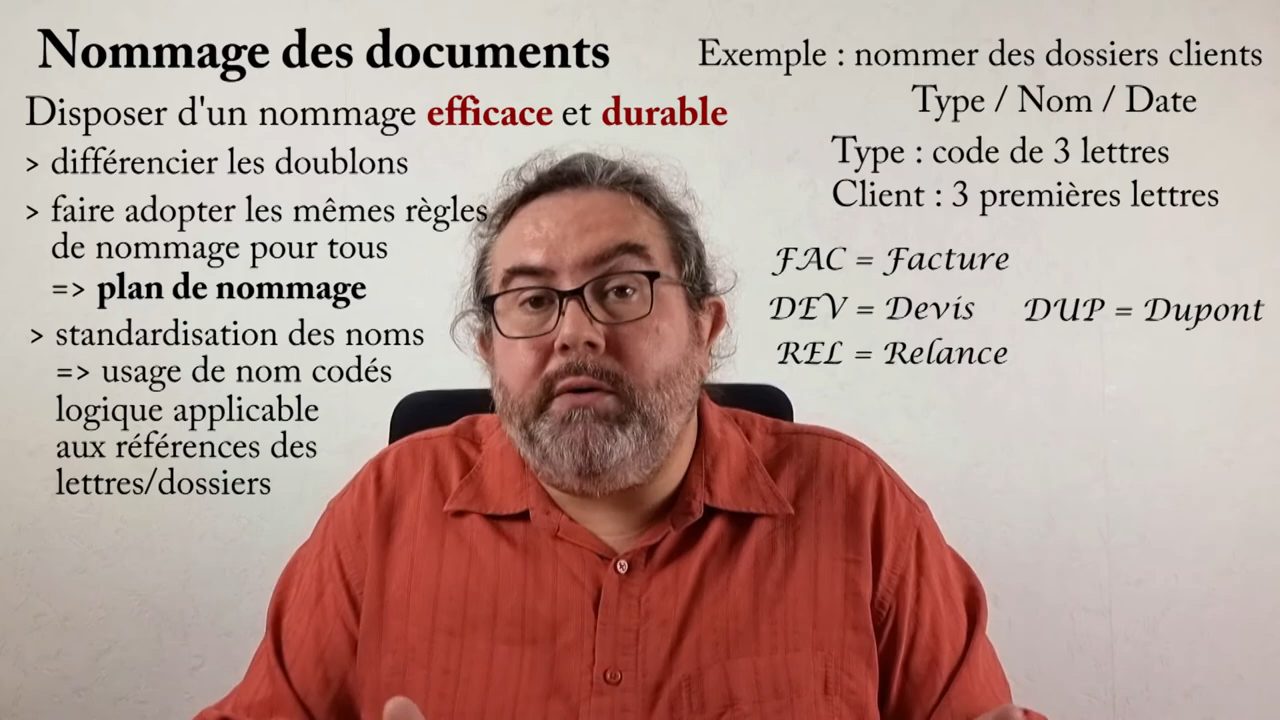 Nommage des documents
Disposer d'un nommage efficace et durable
> différencier les doublons
> faire adopter les mêmes règles
de nommage pour tous
=> plan de nommage
> standardisation des noms
=> usage de nom codés
logique applicable
aux références des
lettres/dossiers
Exemple : nommer des dossiers clients
Type / Nom / Date
Type : code de 3 lettres
Client : 3 premières lettres
FAC = Facture
DEV = Devis DUP = Dupont
REL = Relance